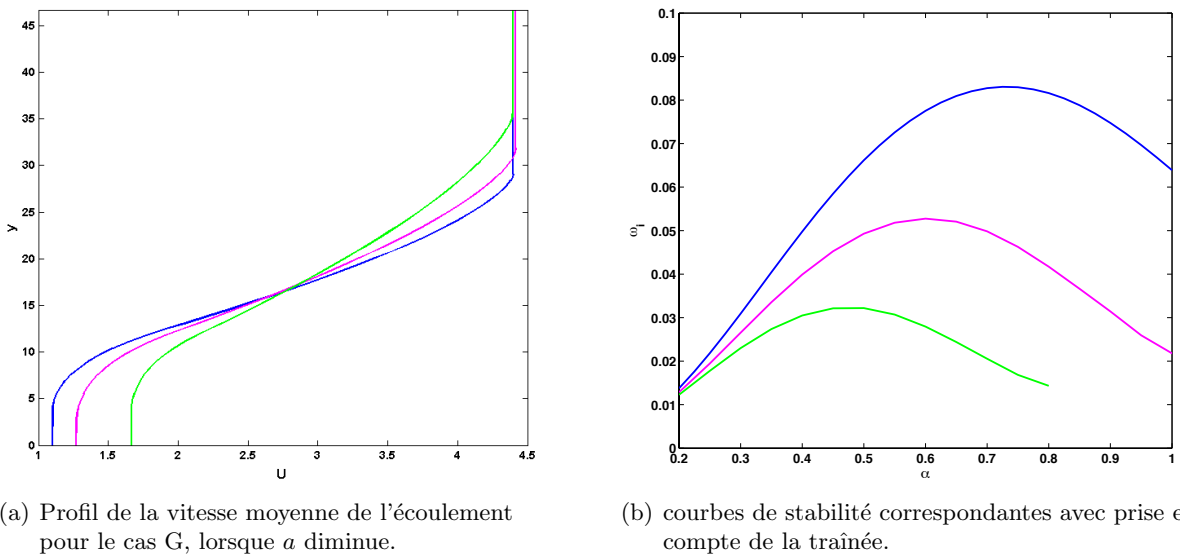 45
40
35
30
25
20
15
10
5
0
y
1 1.5 2 2.5 3 3.5 4 4.5
U
0.1
0.09
0.08
0.07
0.06
0.05
0.04
0.03
0.02
0.01
0
ωi
0.2 0.3 0.4 0.5 0.6 0.7 0.8 0.9 1
α
(a) Profil de la vitesse moyenne de l'écoulement
pour le cas G, lorsque a diminue.
(b) courbes de stabilité correspondantes avec prise e
compte de la traînée.